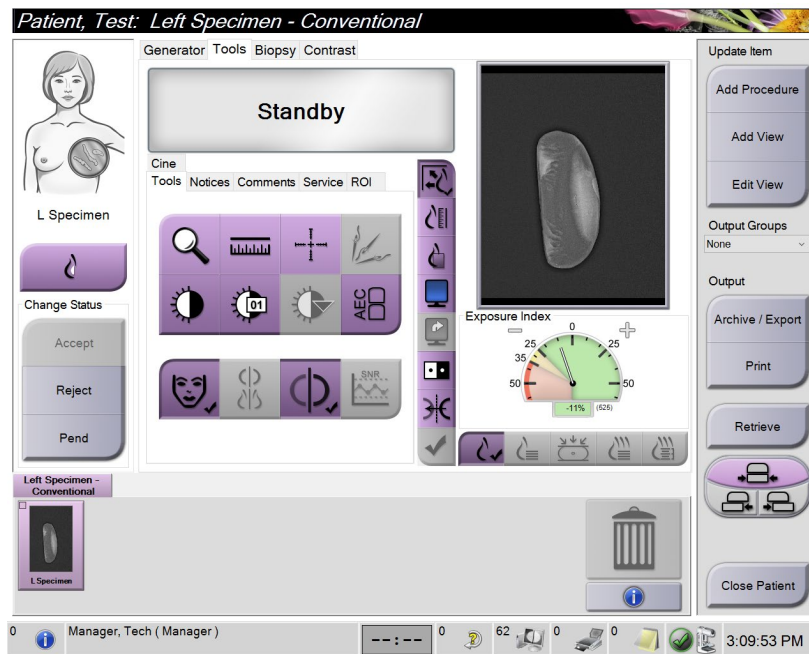 Patient, Test: Left Specimen - Conventional
Generator Tools Biopsy Contrast
Standby
L Specimen
Change Status
Accept
Reject
Pend
Cine
Tools Notices Comments Service ROI
01
AEC
SNR
Exposure Index
0
25 25
35
50 50
-11% (626)
Update Item
Add Procedure
Add View
Edit View
Output Groups
None
Output
Archive / Export
Print
Retrieve
Close Patient
Left Specimen -
Conventional
L Specimen
0 Manager, Tech ( Manager ) --:-- 0 62 0 0 3:09:53 PM